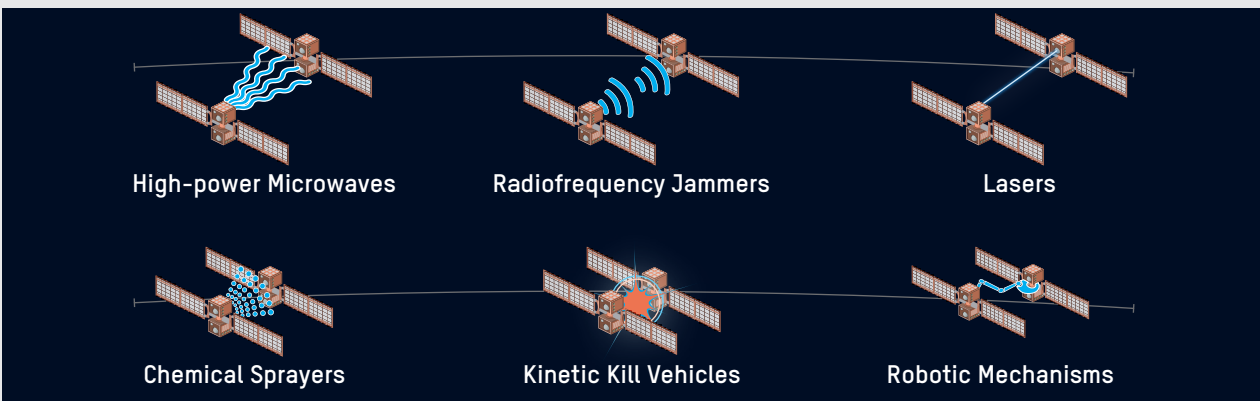 High-power Microwaves
Radiofrequency Jammers
Lasers
Chemical Sprayers
Kinetic Kill Vehicles
Robotic Mechanisms